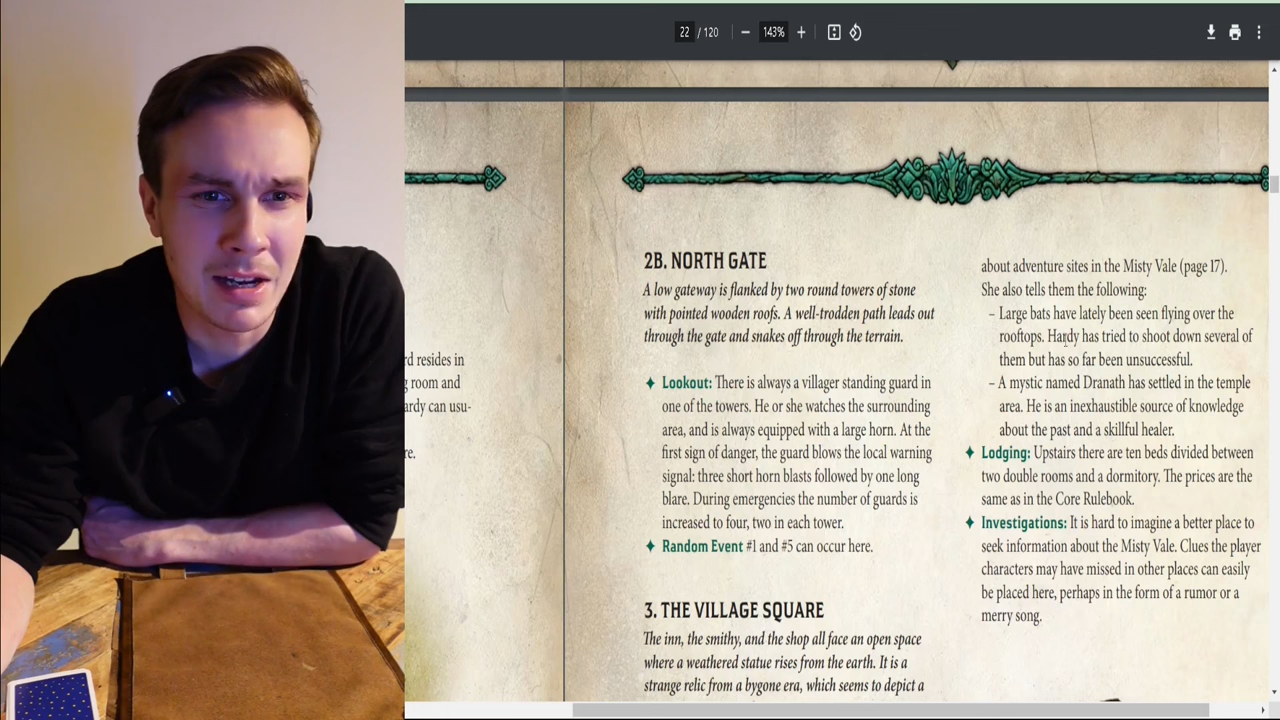 22 / 120
143%
rd resides in
g room and
ardy can usu-
re.
2B. NORTH GATE
A low gateway is flanked by two round towers of stone
with pointed wooden roofs. A well-trodden path leads out
through the gate and snakes off through the terrain.
Lookout: There is always a villager standing guard in
one of the towers. He or she watches the surrounding
area, and is always equipped with a large horn. At the
first sign of danger, the guard blows the local warning
signal: three short horn blasts followed by one long
blare. During emergencies the number of guards is
increased to four, two in each tower.
Random Event #1 and #5 can occur here.
3. THE VILLAGE SQUARE
The inn, the smithy, and the shop all face an open space
where a weathered statue rises from the earth. It is a
strange relic from a bygone era, which seems to depict a
about adventure sites in the Misty Vale (page 17).
She also tells them the following:
– Large bats have lately been seen flying over the
rooftops. Hardy has tried to shoot down several of
them but has so far been unsuccessful.
– A mystic named Dranath has settled in the temple
area. He is an inexhaustible source of knowledge
about the past and a skillful healer.
Lodging: Upstairs there are ten beds divided between
two double rooms and a dormitory. The prices are the
same as in the Core Rulebook.
Investigations: It is hard to imagine a better place to
seek information about the Misty Vale. Clues the player
characters may have missed in other places can easily
be placed here, perhaps in the form of a rumor or a
merry song.